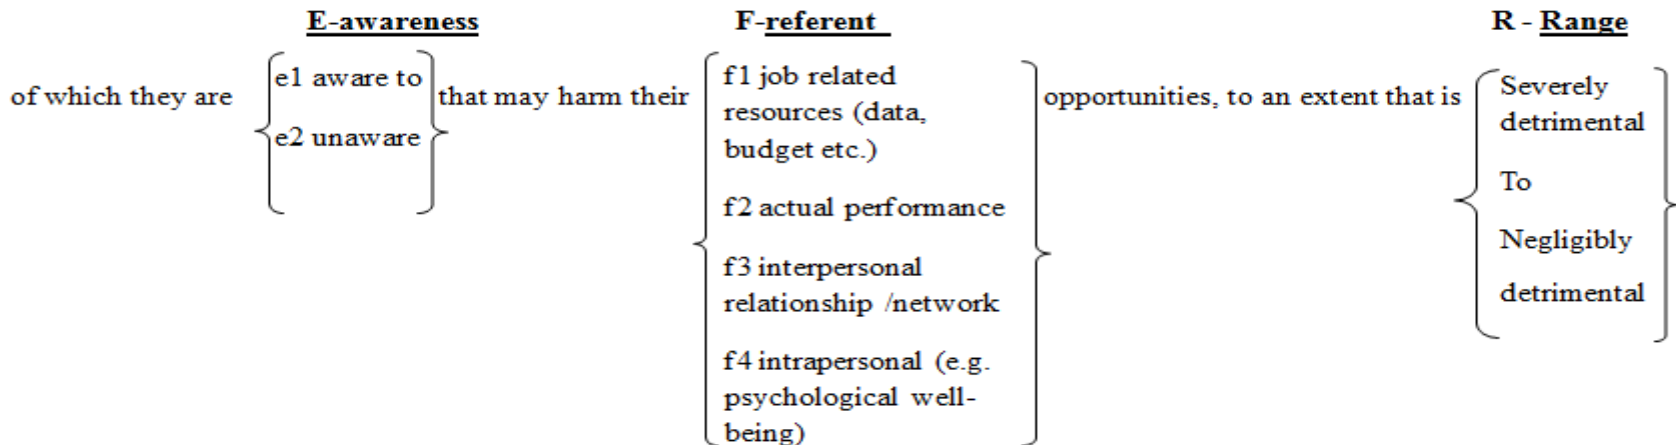 E-awareness
F-referent
R - Range
of which they are
e1 aware to
e2 unaware
that may harm their
f1 job related
resources (data,
budget etc.)
f2 actual performance
f3 interpersonal
relationship /network
f4 intrapersonal (e.g.
psychological well-
being)
opportunities, to an extent that is
Severely
detrimental
To
Negligibly
detrimental